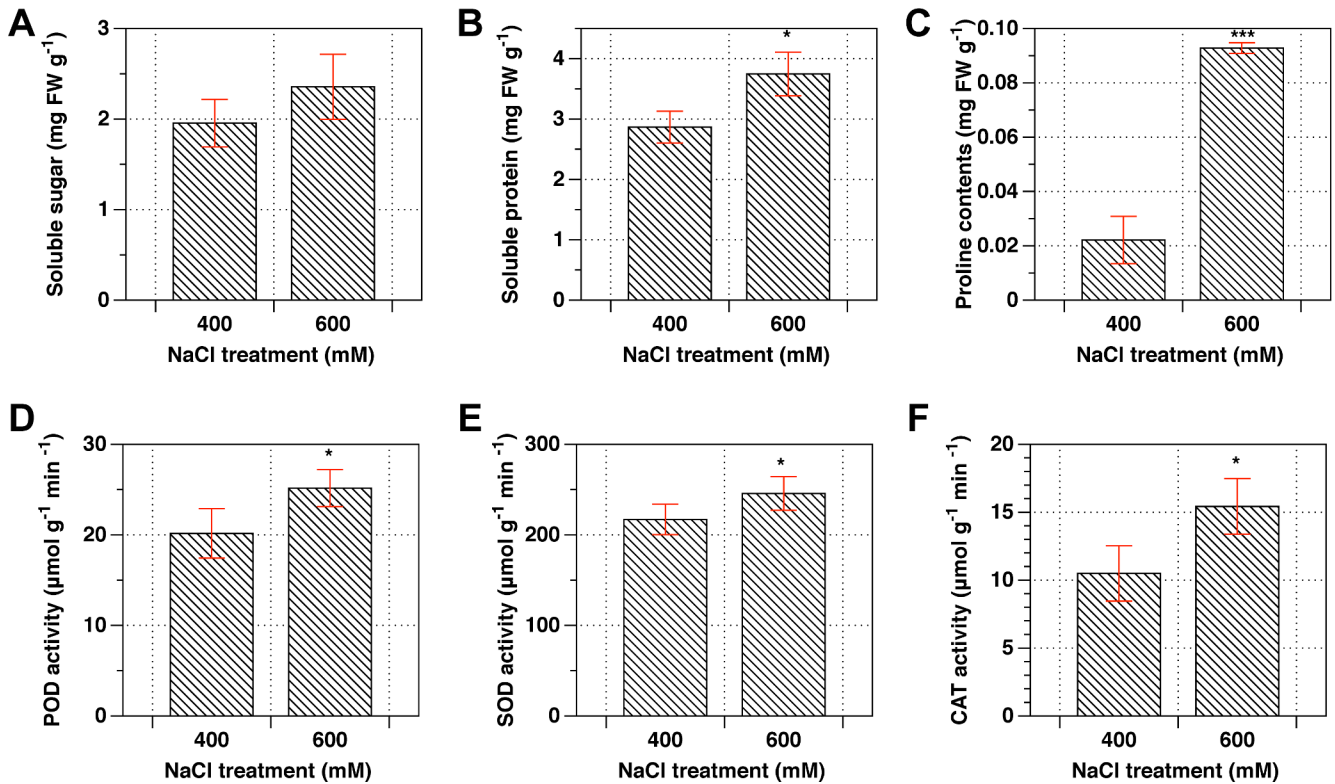 A
Soluble sugar (mg FW g⁻¹)
3
2
1
0
400 600
NaCl treatment (mM)
B
Soluble protein (mg FW g⁻¹)
4
3
2
1
0
*
400 600
NaCl treatment (mM)
C
Proline contents (mg FW g⁻¹)
0.10
0.08
0.06
0.04
0.02
0
***
400 600
NaCl treatment (mM)
D
POD activity (μmol g⁻¹ min ⁻¹)
30
20
10
0
*
400 600
NaCl treatment (mM)
E
SOD activity (μmol g⁻¹ min ⁻¹)
300
200
100
0
*
400 600
NaCl treatment (mM)
F
CAT activity (μmol g⁻¹ min ⁻¹)
20
15
10
5
0
*
400 600
NaCl treatment (mM)